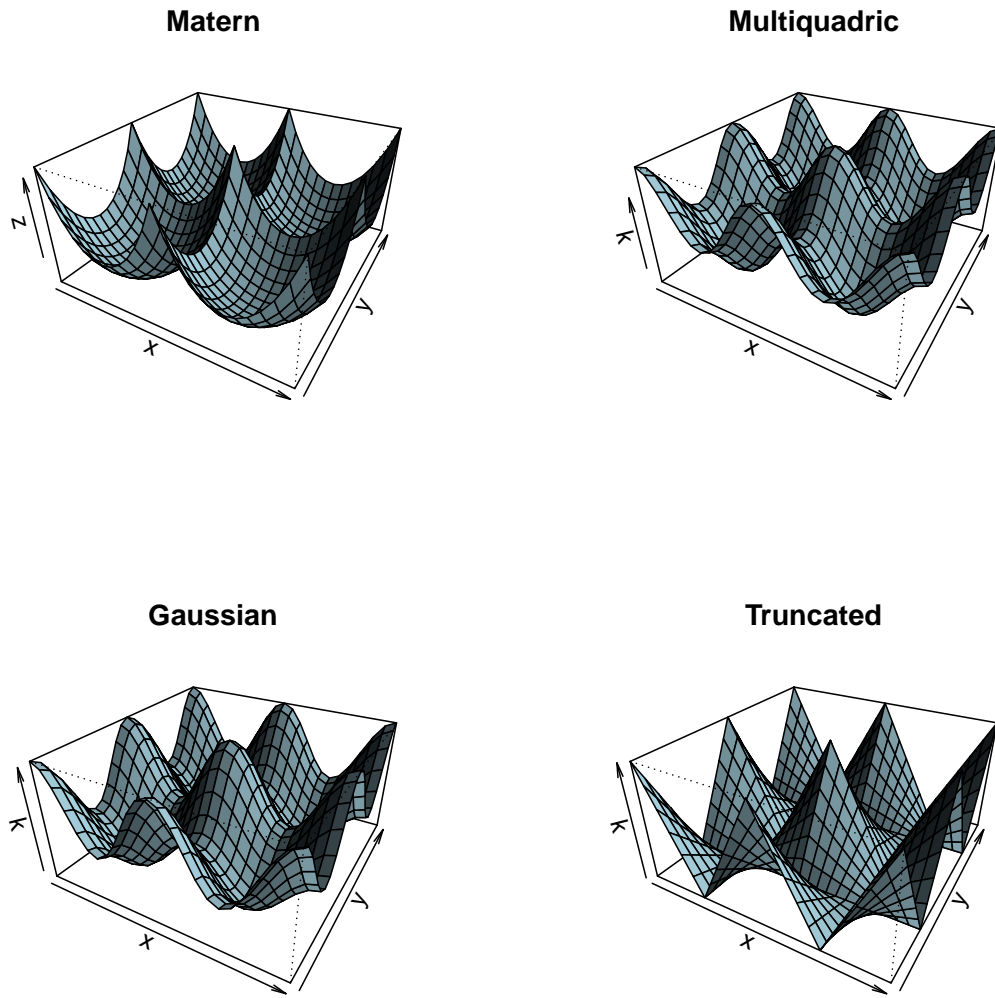 Matern
Multiquadric
z
x
y
k
x
y
Gaussian
Truncated
k
x
y
k
x
y